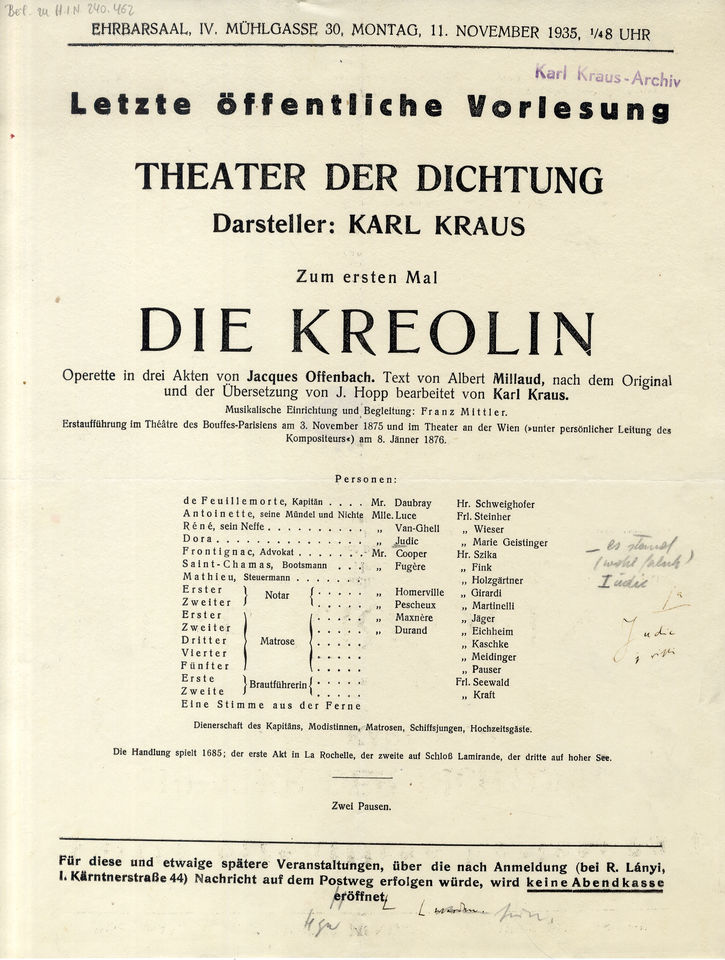 Bei. zu H.I.N 240.462
EHRBARSAAL, IV. MÜHLGASSE 30, MONTAG, 11. NOVEMBER 1935, ¼8 UHR
Karl Kraus-Archiv
Letzte öffentliche Vorlesung
THEATER DER DICHTUNG
Darsteller: KARL KRAUS
Zum ersten Mal
DIE KREOLIN
Operette in drei Akten von Jacques Offenbach. Text von Albert Millaud, nach dem Original
und der Übersetzung von J. Hopp bearbeitet von Karl Kraus.
Musikalische Einrichtung und Begleitung: Franz Mittler.
Erstaufführung im Théâtre des Bouffes-Parisiens am 3. November 1875 und im Theater an der Wien (»unter persönlicher Leitung des
Kompositeurs«) am 8. Jänner 1876.
Personen:
de Feuillemorte, Kapitän . . . . Mr. Daubray Hr. Schweighofer
Antoinette, seine Mündel und Nichte Mlle. Luce Frl. Steinher
Réné, sein Neffe . . . . . . . . . . „ Van-Ghell „ Wieser
Dora . . . . . . . . . . . . . . . . „ Judic „ Marie Geistinger
Frontignac, Advokat . . . . . . . Mr. Cooper Hr. Szika
Saint-Chamas, Bootsmann . . . . „ Fugère „ Fink
Mathieu, Steuermann . . . . . . . „ Holzgärtner
Erster } Notar { . . . . . „ Homerville „ Girardi
Zweiter } { . . . . . „ Pescheux „ Martinelli
Erster } { . . . . . „ Maxnère „ Jäger
Zweiter } { . . . . . „ Durand „ Eichheim
Dritter } Matrose { . . . . . „ Kaschke
Vierter } { . . . . . „ Meidinger
Fünfter } { . . . . . „ Pauser
Erste } Brautführerin { . . . . . Frl. Seewald
Zweite } { . . . . . „ Kraft
Eine Stimme aus der Ferne
es stand
(wohl falsch)
Iudic
ja
Judic
Dienerschaft des Kapitäns, Modistinnen, Matrosen, Schiffsjungen, Hochzeitsgäste.
Die Handlung spielt 1685; der erste Akt in La Rochelle, der zweite auf Schloß Lamirande, der dritte auf hoher See.
Zwei Pausen.
Für diese und etwaige spätere Veranstaltungen, über die nach Anmeldung (bei R. Lányi,
I. Kärntnerstraße 44) Nachricht auf dem Postweg erfolgen würde, wird keine Abendkasse
eröffnet.